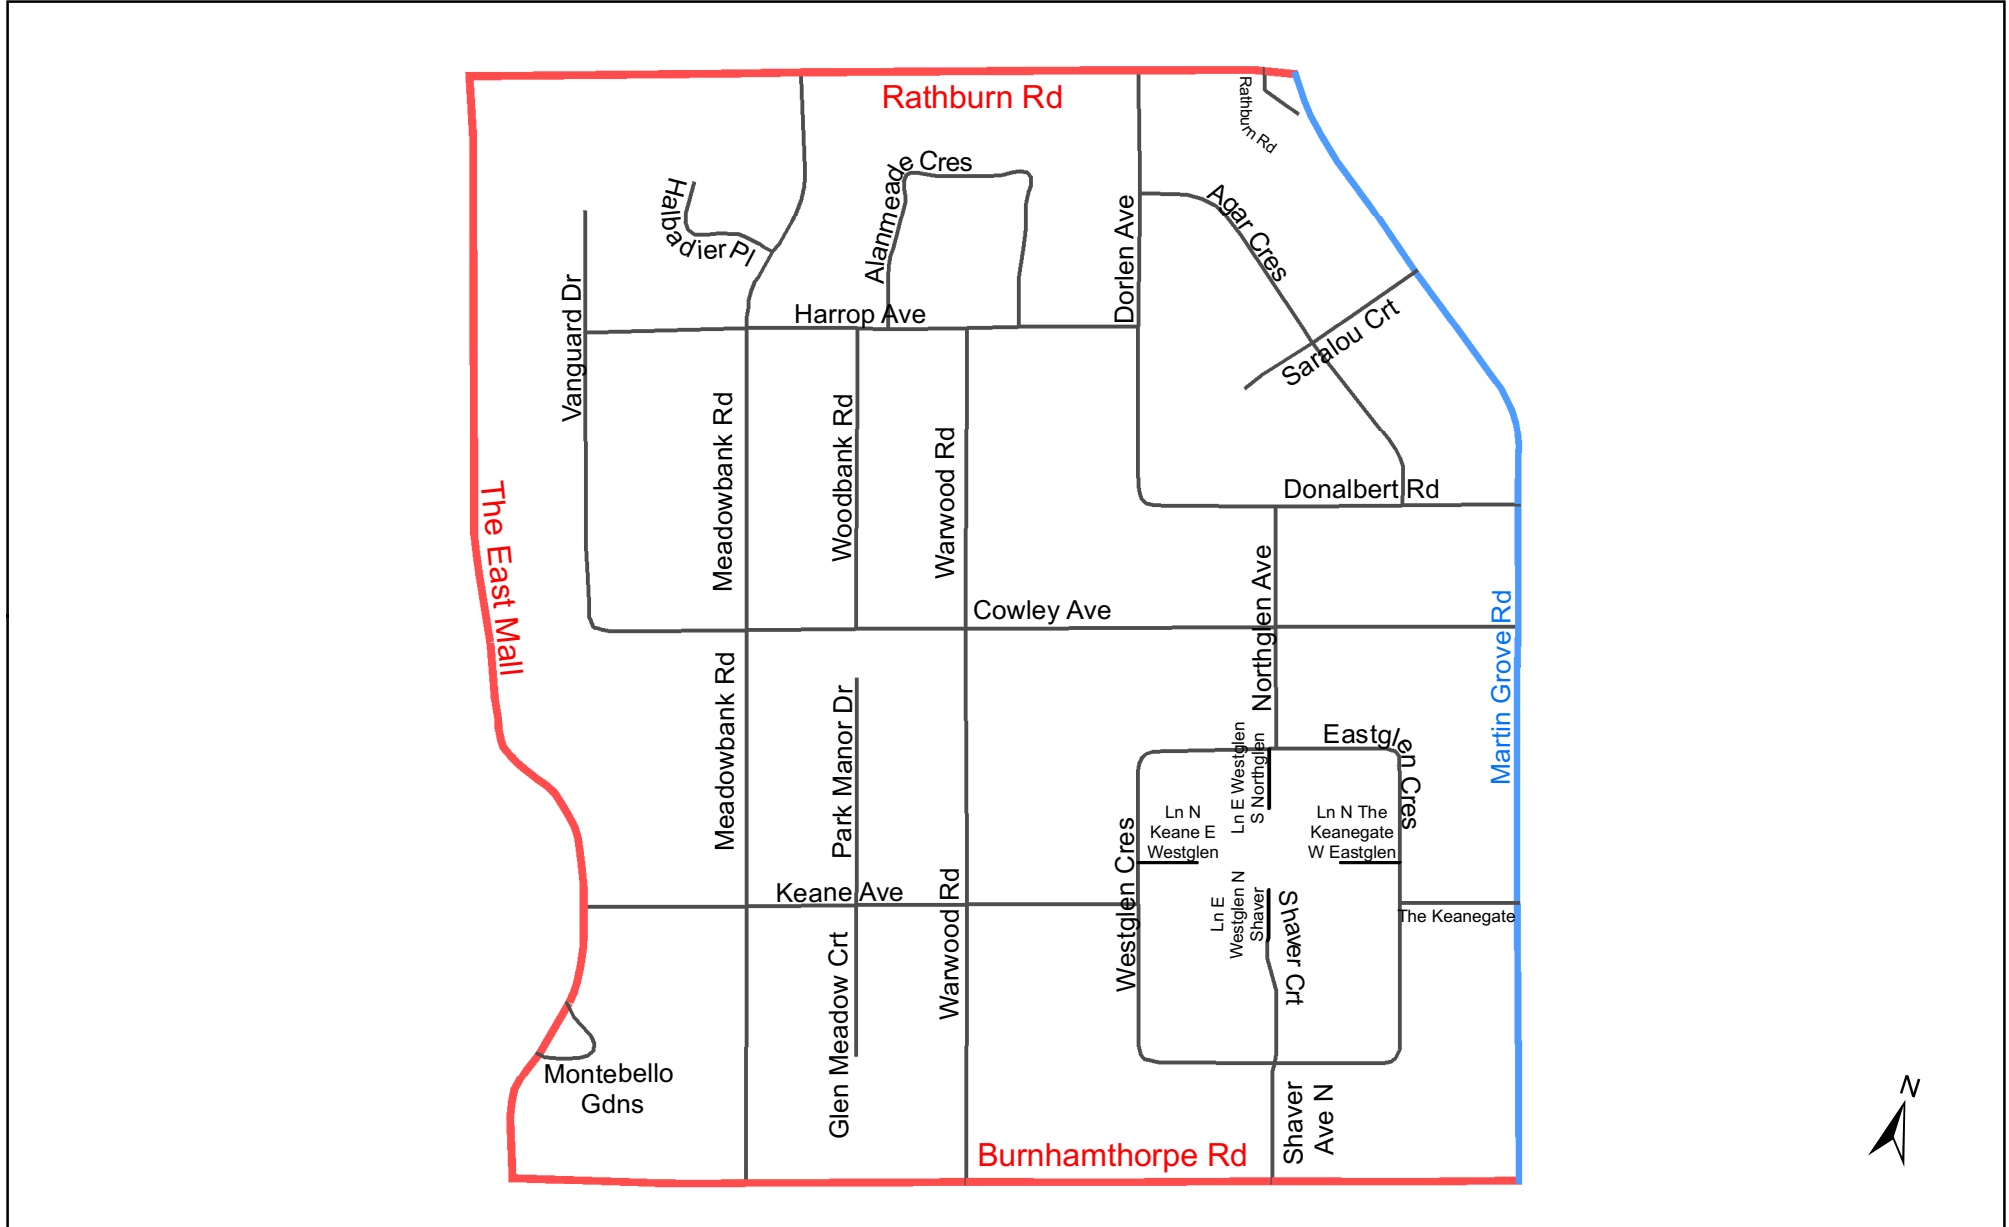 Rathburn Rd
Rathburn Rd
Alanmeade Cres
Halbadier Pl
Agar Cres
Dorlen Ave
Vanguard Dr
Harrop Ave
Saralou Crt
Meadowbank Rd
Woodbank Rd
Warwood Rd
The East Mall
Donalbert Rd
Northglen Ave
Cowley Ave
Martin Grove Rd
Meadowbank Rd
Park Manor Dr
Eastglen Cres
Ln E Westglen
S Northglen
Ln N
Keane E
Westglen
Ln N The
Keanegate
W Eastglen
Westglen Cres
Keane Ave
Warwood Rd
Ln E
Westglen N
Shaver
Shaver Crt
The Keanegate
Glen Meadow Crt
Montebello
Gdns
Shaver
Ave N
Burnhamthorpe Rd
N